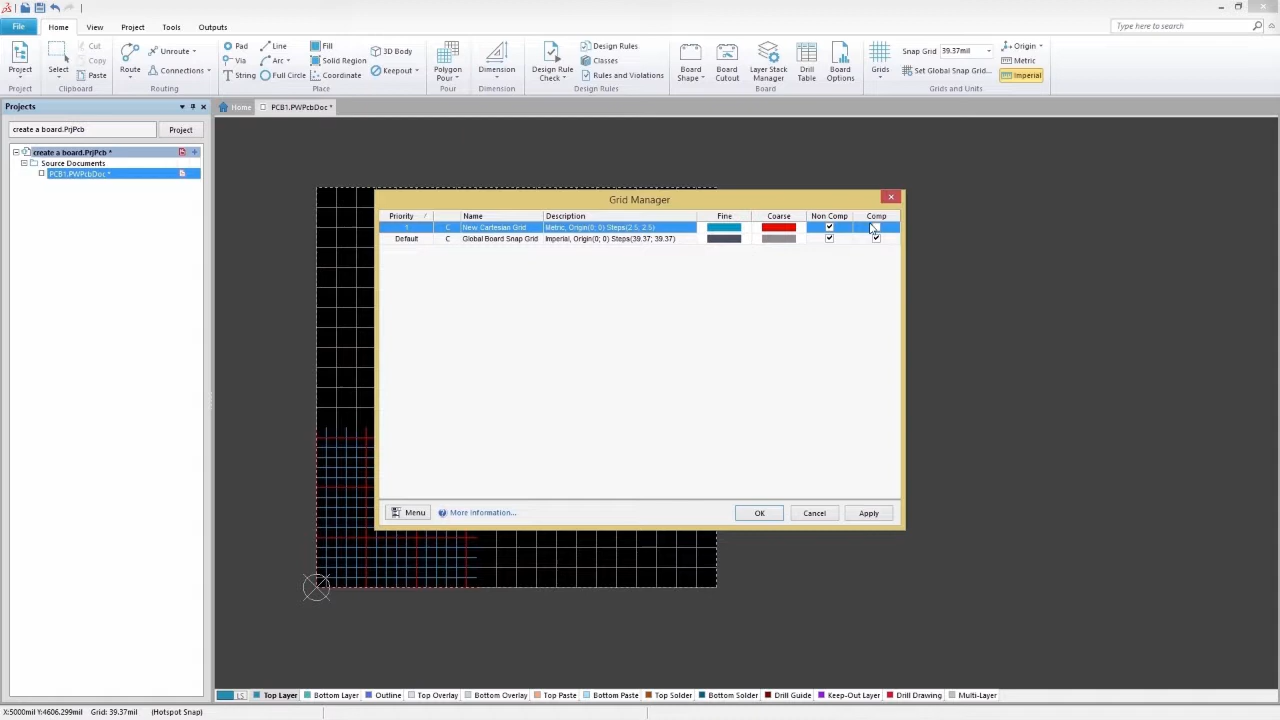 File
Home
View
Project
Tools
Outputs
Type here to search
Project
Select
Cut
Copy
Paste
Route
Unroute
Connections
Pad
Via
String
Line
Arc
Full Circle
Fill
Solid Region
Coordinate
3D Body
Keepout
Polygon
Pour
Dimension
Design Rule
Check
Design Rules
Classes
Rules and Violations
Board
Shape
Board
Cutout
Layer Stack
Manager
Drill
Table
Board
Options
Grids
Snap Grid 39.37mil
Set Global Snap Grid...
Origin
Metric
Imperial
Project
Clipboard
Routing
Place
Pour
Dimension
Design Rules
Board
Grids and Units
Projects
Home
PCB1.PWPcbDoc *
create a board.PrjPcb
Project
create a board.PrjPcb *
Source Documents
PCB1.PWPcbDoc *
Grid Manager
Priority Name Description Fine Coarse Non Comp Comp
1 C New Cartesian Grid Metric, Origin(0; 0) Steps(2.5; 2.5)
Default C Global Board Snap Grid Imperial, Origin(0; 0) Steps(39.37; 39.37)
Menu
More Information...
OK
Cancel
Apply
LS
Top Layer
Bottom Layer
Outline
Top Overlay
Bottom Overlay
Top Paste
Bottom Paste
Top Solder
Bottom Solder
Drill Guide
Keep-Out Layer
Drill Drawing
Multi-Layer
X:5000mil Y:4606.299mil Grid: 39.37mil (Hotspot Snap)